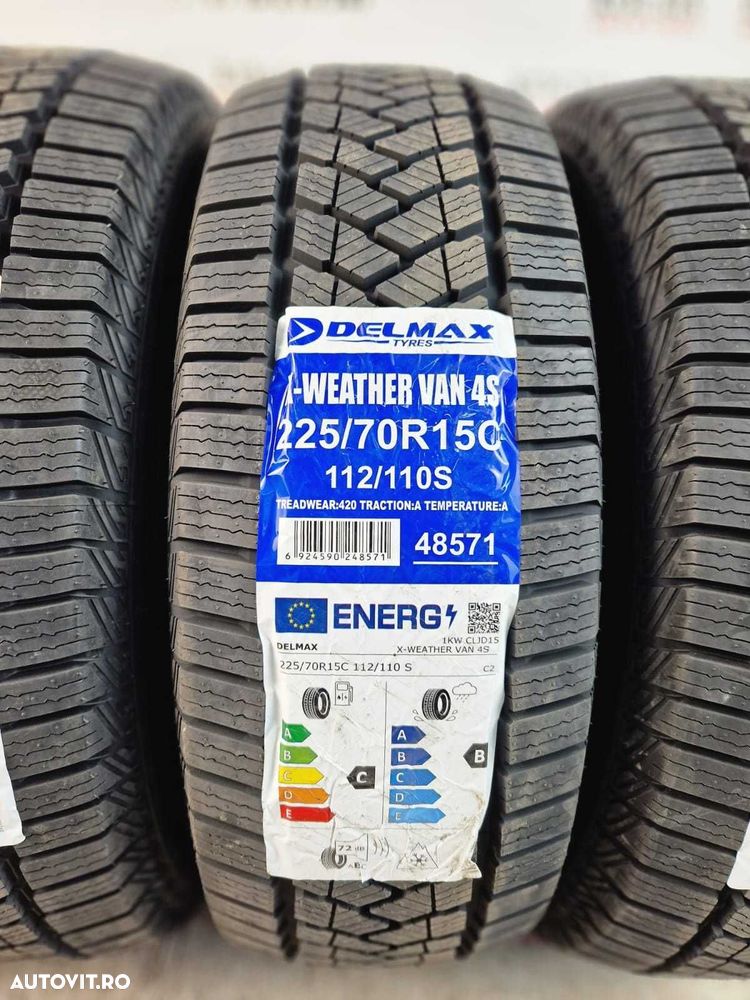 DELMAX
TYRES
X-WEATHER VAN 4S
225/70R15C
112/110S
TREADWEAR:420 TRACTION:A TEMPERATURE:A
6 924590 248571
48571
ENERG
1KW CLJD15
DELMAX X-WEATHER VAN 4S
225/70R15C 112/110 S C2
A A
B B B
C C C
D D
E E
72 dB
AUTOVIT.RO